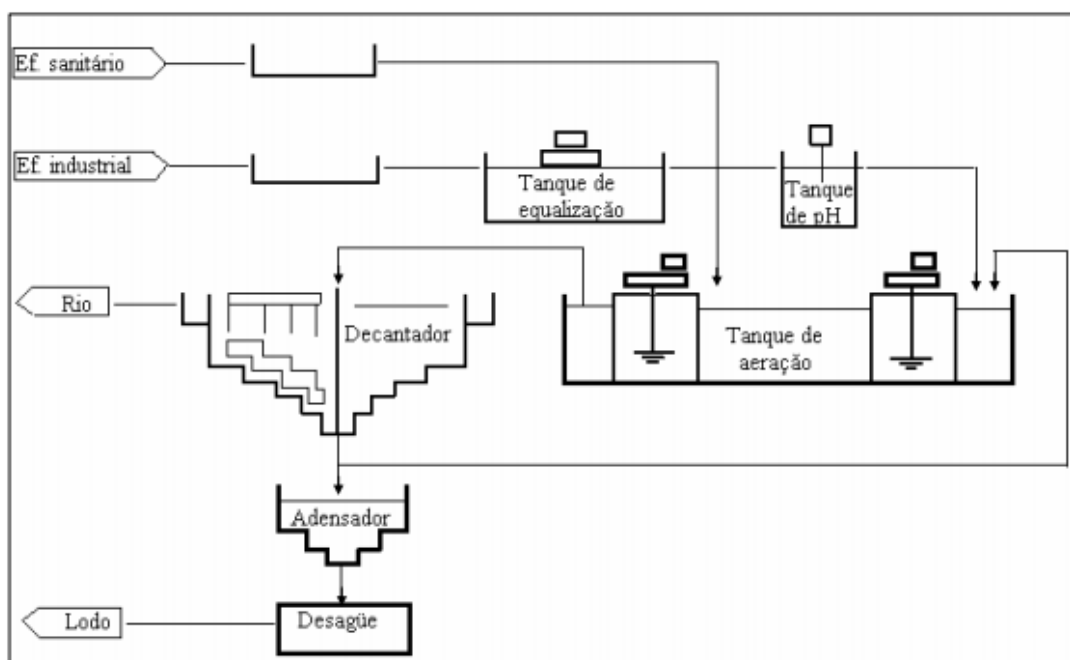 Ef. sanitário
Ef. industrial
Tanque de
equalização
Tanque
de pH
Rio
Decantador
Tanque de
aeração
Adensador
Lodo
Desagüe